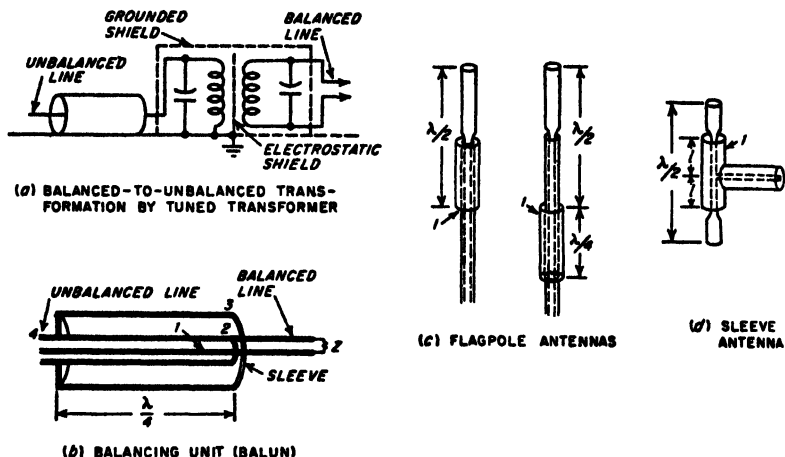 GROUNDED
SHIELD
BALANCED
LINE
UNBALANCED
LINE
ELECTROSTATIC
SHIELD
(a) BALANCED-TO-UNBALANCED TRANS-
FORMATION BY TUNED TRANSFORMER
UNBALANCED LINE
BALANCED
LINE
3
4
1
2
Z
SLEEVE
λ/4
(b) BALANCING UNIT (BALUN)
λ/2
1
λ/2
1
λ/4
(c) FLAGPOLE ANTENNAS
λ/2
1
l
l
(d) SLEEVE
ANTENNA